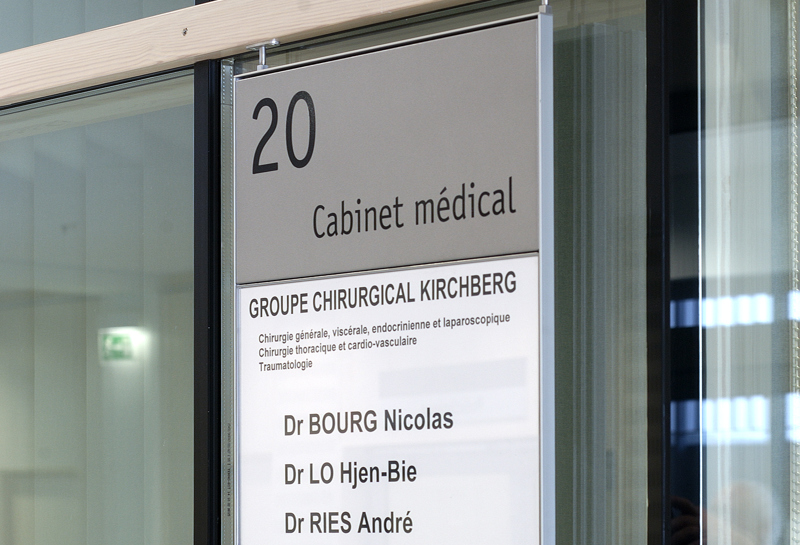 20
Cabinet médical
GROUPE CHIRURGICAL KIRCHBERG
Chirurgie générale, viscérale, endocrinienne et laparoscopique
Chirurgie thoracique et cardio-vasculaire
Traumatologie
Dr BOURG Nicolas
Dr LO Hjen-Bie
Dr RIES André